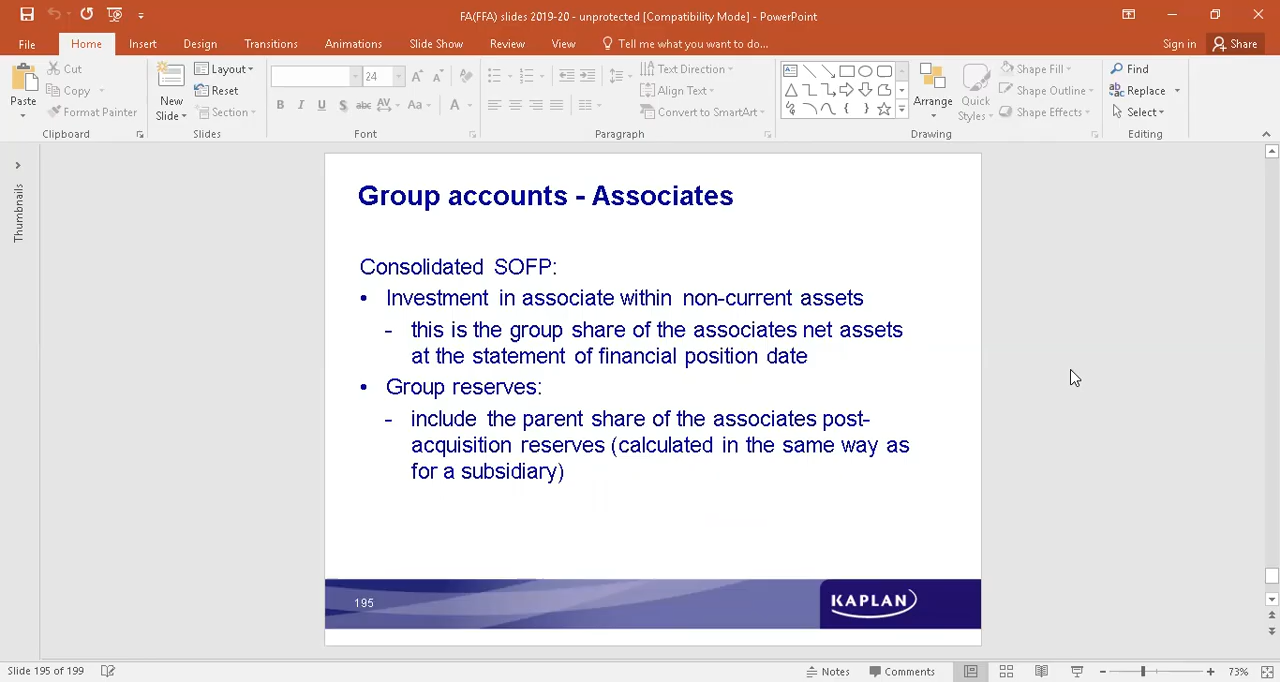 FA(FFA) slides 2019-20 - unprotected [Compatibility Mode] - PowerPoint
File Home Insert Design Transitions Animations Slide Show Review View Tell me what you want to do... Sign in Share
Cut Layout 24 Text Direction Shape Fill Find
Paste Copy New Slide Reset Align Text Arrange Quick Styles Shape Outline Replace
Format Painter Section B I U S abc AV Aa A Convert to SmartArt Shape Effects Select
Clipboard Slides Font Paragraph Drawing Editing
Thumbnails
Group accounts - Associates
Consolidated SOFP:
• Investment in associate within non-current assets
- this is the group share of the associates net assets
at the statement of financial position date
• Group reserves:
- include the parent share of the associates post-
acquisition reserves (calculated in the same way as
for a subsidiary)
195 KAPLAN
Slide 195 of 199 Notes Comments 73%